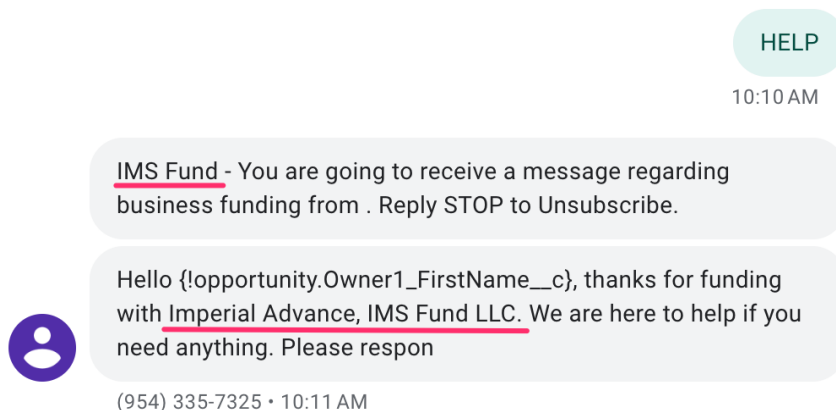 HELP
10:10 AM
IMS Fund - You are going to receive a message regarding
business funding from . Reply STOP to Unsubscribe.
Hello {!opportunity.Owner1_FirstName__c}, thanks for funding
with Imperial Advance, IMS Fund LLC. We are here to help if you
need anything. Please respon
(954) 335-7325 • 10:11 AM